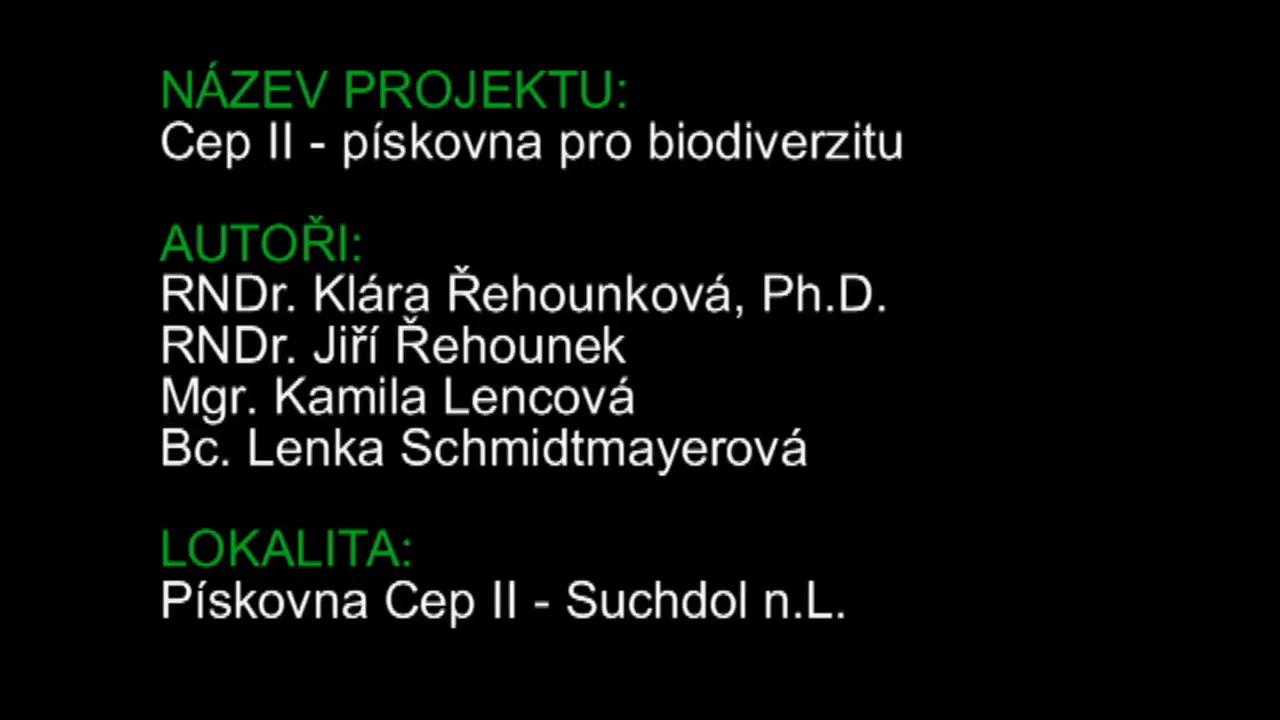 NÁZEV PROJEKTU:
Cep II - pískovna pro biodiverzitu
AUTOŘI:
RNDr. Klára Řehounková, Ph.D.
RNDr. Jiří Řehounek
Mgr. Kamila Lencová
Bc. Lenka Schmidtmayerová
LOKALITA:
Pískovna Cep II - Suchdol n.L.